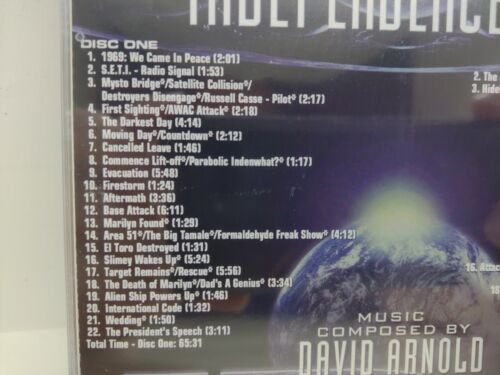 INDEPENDENCE
DISC ONE
1. 1969: We Came In Peace (2:01)
2. S.E.T.I. - Radio Signal (1:53)
3. Mysto Bridge°/Satellite Collision°/
Destroyers Disengage°/Russell Casse - Pilot° (2:17)
4. First Sighting°/AWAC Attack° (2:18)
5. The Darkest Day (4:14)
6. Moving Day°/Countdown° (2:12)
7. Cancelled Leave (1:46)
8. Commence Lift-off°/Parabolic Indenwhat?° (1:17)
9. Evacuation (5:48)
10. Firestorm (1:24)
11. Aftermath (3:36)
12. Base Attack (6:11)
13. Marilyn Found° (1:29)
14. Area 51°/The Big Tamale°/Formaldehyde Freak Show° (4:12)
15. El Toro Destroyed (1:31)
16. Slimey Wakes Up° (5:24)
17. Target Remains°/Rescue° (5:56)
18. The Death of Marilyn°/Dad's A Genius° (3:34)
19. Alien Ship Powers Up° (1:46)
20. International Code (1:32)
21. Wedding° (1:50)
22. The President's Speech (3:11)
Total Time - Disc One: 65:31
2. The
3. Hide
16. Attac
18.
MUSIC
COMPOSED BY
DAVID ARNOLD